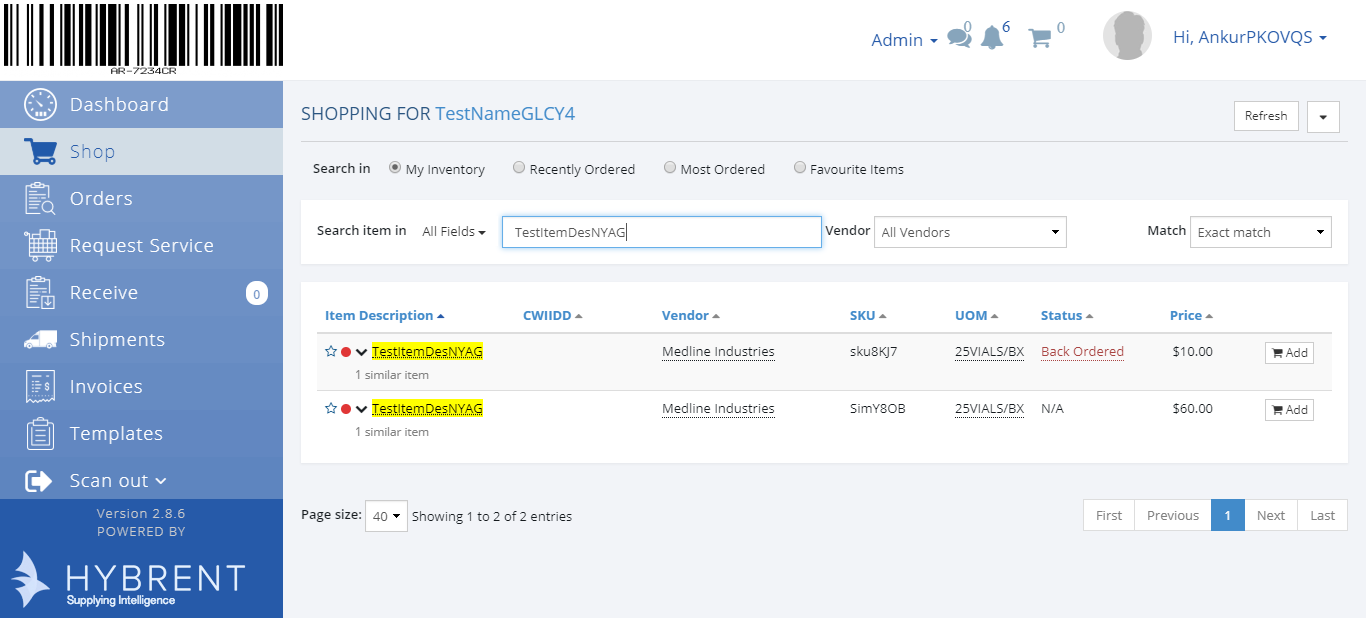 AR-7234CR
Admin 0 6 0 Hi, AnkurPKOVQS
Dashboard
Shop
Orders
Request Service
Receive 0
Shipments
Invoices
Templates
Scan out
Version 2.8.6
POWERED BY
HYBRENT
Supplying Intelligence
SHOPPING FOR TestNameGLCY4 Refresh
Search in My Inventory Recently Ordered Most Ordered Favourite Items
Search item in All Fields TestItemDesNYAG Vendor All Vendors Match Exact match
Item Description CWIIDD Vendor SKU UOM Status Price
TestItemDesNYAG Medline Industries sku8KJ7 25VIALS/BX Back Ordered $10.00 Add
1 similar item
TestItemDesNYAG Medline Industries SimY8OB 25VIALS/BX N/A $60.00 Add
1 similar item
Page size: 40 Showing 1 to 2 of 2 entries First Previous 1 Next Last